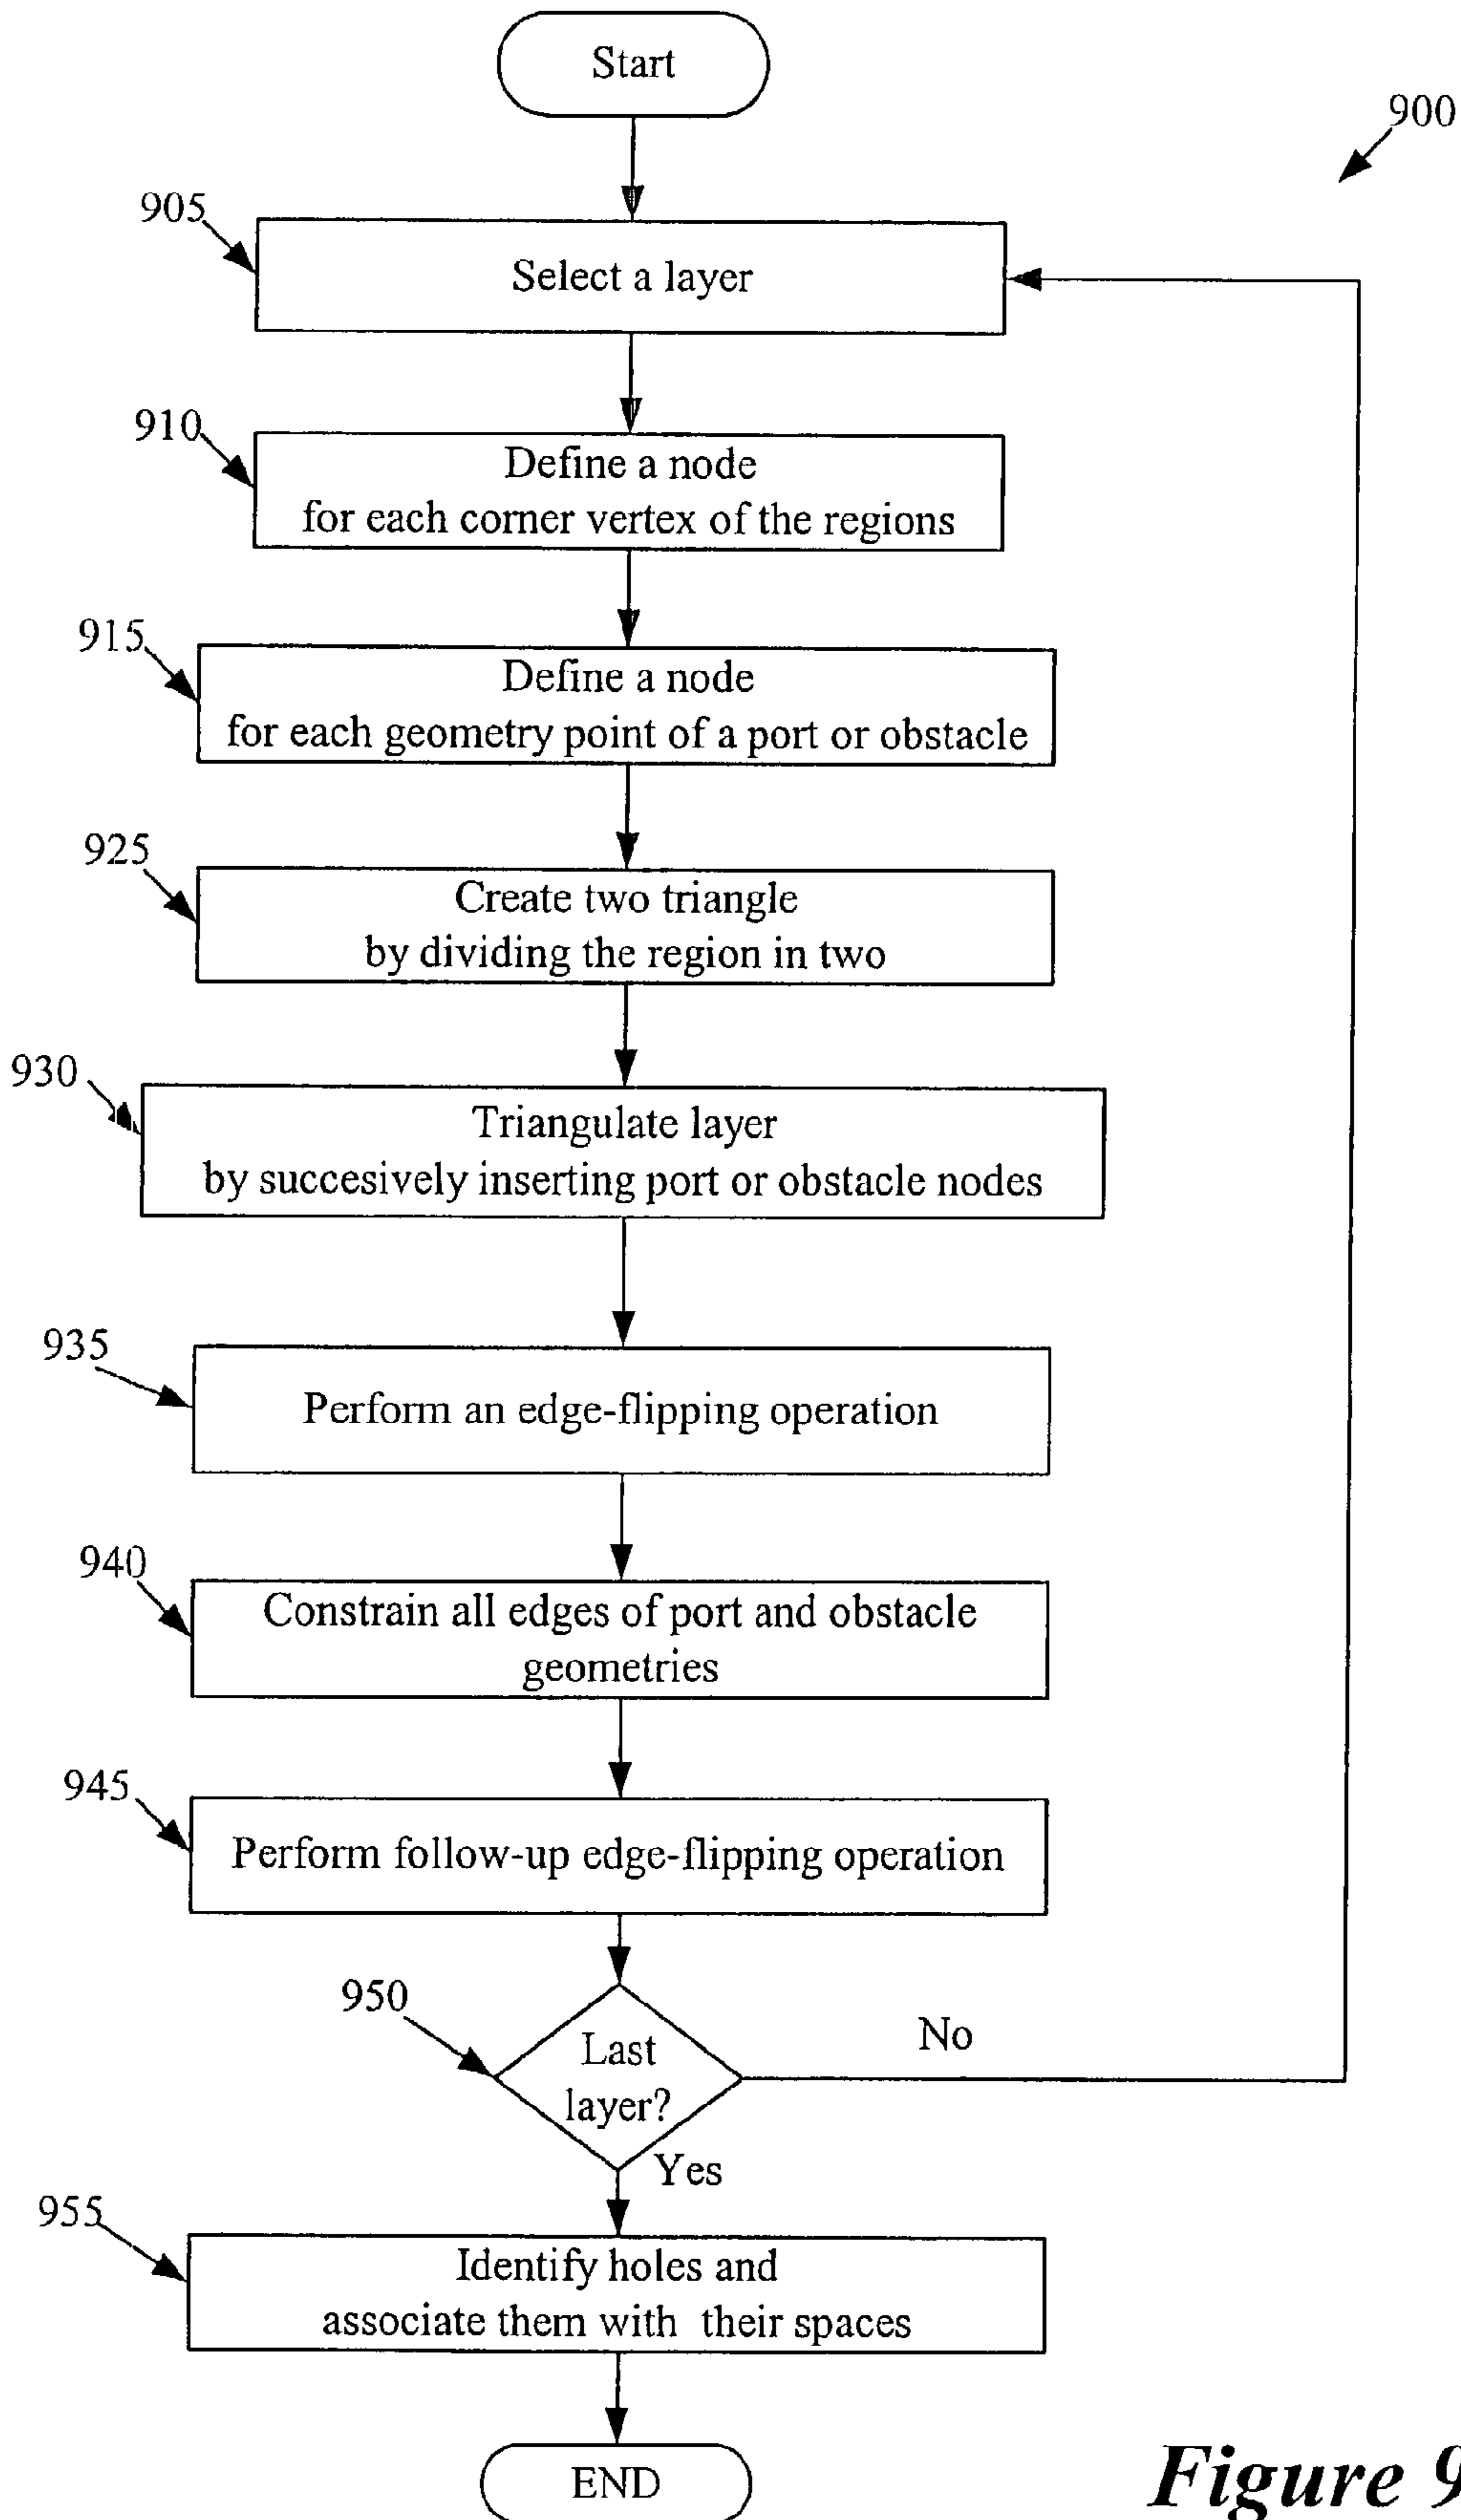 Start
900
905
Select a layer
910
Define a node
for each corner vertex of the regions
915
Define a node
for each geometry point of a port or obstacle
925
Create two triangle
by dividing the region in two
930
Triangulate layer
by succesively inserting port or obstacle nodes
935
Perform an edge-flipping operation
940
Constrain all edges of port and obstacle
geometries
945
Perform follow-up edge-flipping operation
950
Last
layer?
No
Yes
955
Identify holes and
associate them with their spaces
END
Figure 9